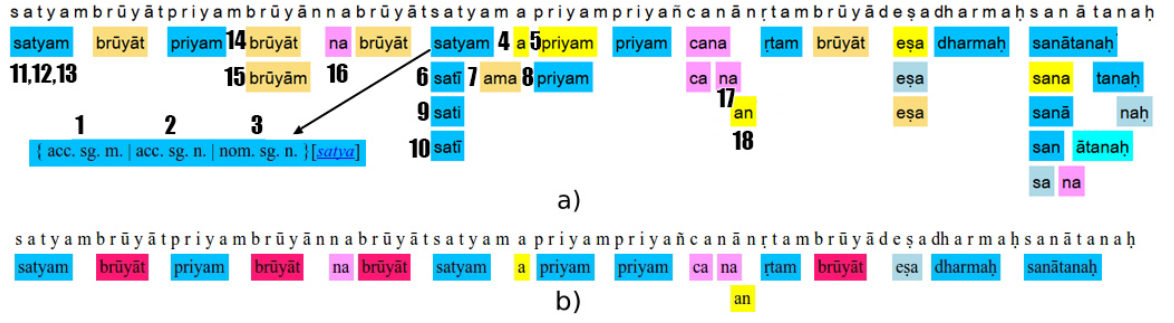 s a t y a m b r ū y ā t p r i y a m b r ū y ā n n a b r ū y ā t s a t y a m a p r i y a m p r i y a ñ c a n ā n ṛ t a m b r ū y ā d e ṣ a d h a r m a ḥ s a n ā t a n a ḥ
satyam brūyāt priyam 14 brūyāt na brūyāt satyam 4 a 5 priyam priyam cana ṛtam brūyāt eṣa dharmaḥ sanātanaḥ
11,12,13 15 brūyām 16 6 satī 7 ama 8 priyam ca na eṣa sana tanaḥ
17
9 sati an eṣa sanā naḥ
1 2 3
10 satī 18 san ātanaḥ
{ acc. sg. m. | acc. sg. n. | nom. sg. n. }[satya]
sa na
a)
s a t y a m b r ū y ā t p r i y a m b r ū y ā n n a b r ū y ā t s a t y a m a p r i y a m p r i y a ñ c a n ā n ṛ t a m b r ū y ā d e ṣ a d h a r m a ḥ s a n ā t a n a ḥ
satyam brūyāt priyam brūyāt na brūyāt satyam a priyam priyam ca na ṛtam brūyāt eṣa dharmaḥ sanātanaḥ
an
b)